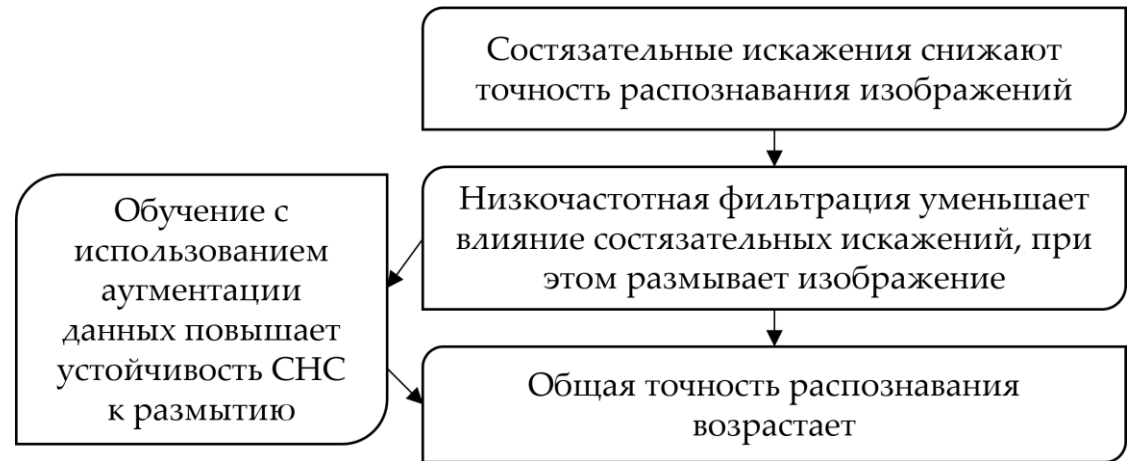 Состязательные искажения снижают
точность распознавания изображений
Низкочастотная фильтрация уменьшает
влияние состязательных искажений, при
этом размывает изображение
Обучение с
использованием
аугментации
данных повышает
устойчивость СНС
к размытию
Общая точность распознавания
возрастает